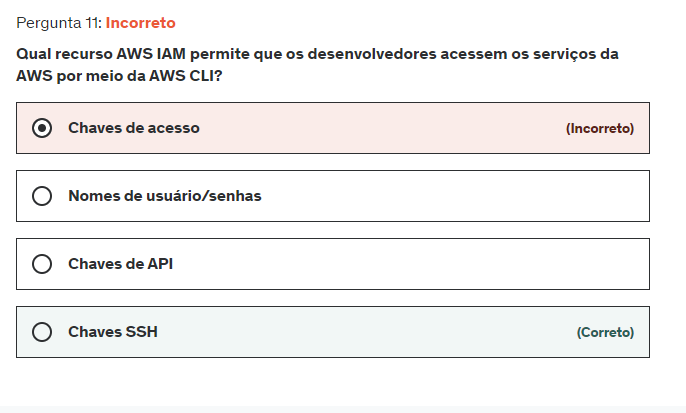 Pergunta 11: Incorreto
Qual recurso AWS IAM permite que os desenvolvedores acessem os serviços da
AWS por meio da AWS CLI?
Chaves de acesso (Incorreto)
Nomes de usuário/senhas
Chaves de API
Chaves SSH (Correto)